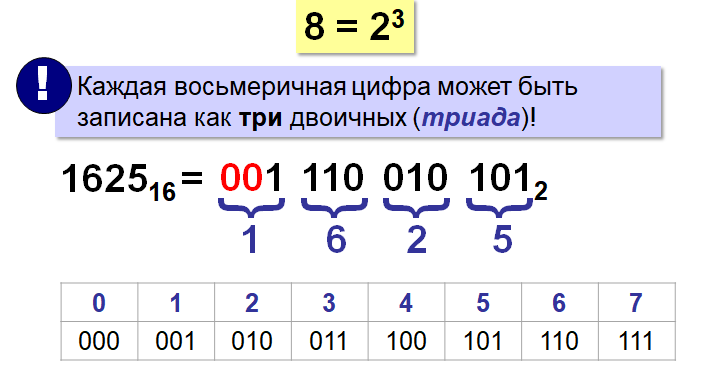 8 = 2³
! Каждая восьмеричная цифра может быть
записана как три двоичных (триада)!
1625₁₆ = 001 110 010 101₂
1 6 2 5
0 1 2 3 4 5 6 7
000 001 010 011 100 101 110 111